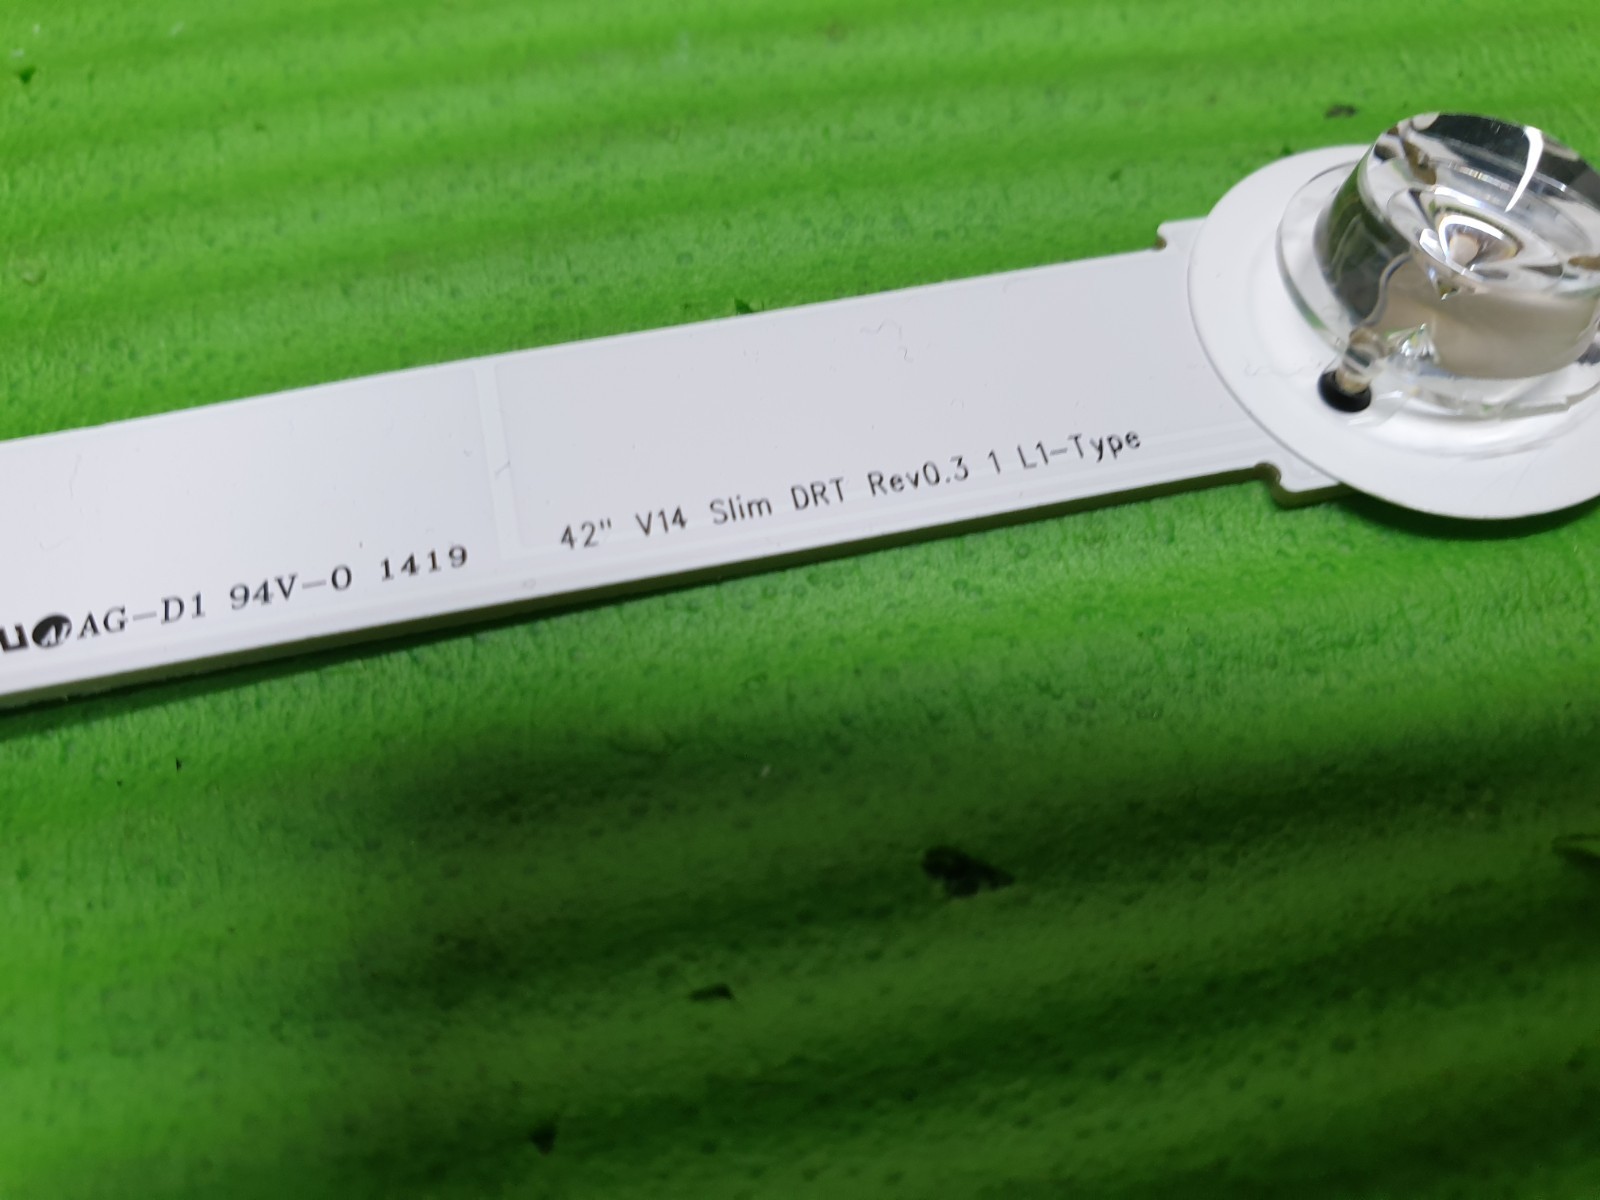 AG-D1 94V-0 1419
42" V14 Slim DRT Rev0.3 1 L1-Type